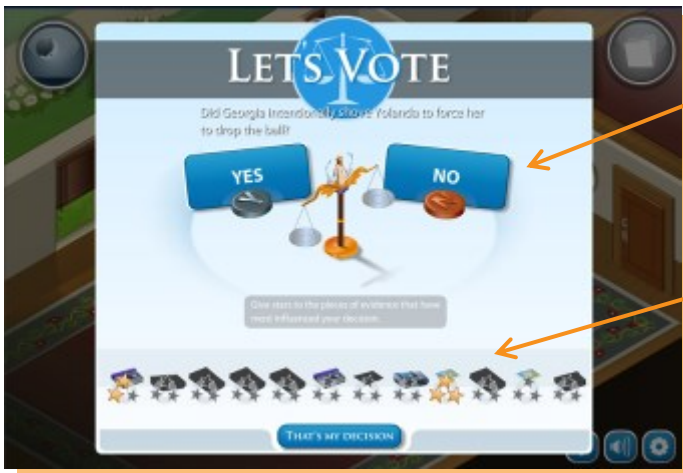 LET'S VOTE
Did Georgia intentionally shove Yolanda to force her
to drop the ball?
YES
NO
Give stars to the pieces of evidence that have
most influenced your decision.
THAT'S MY DECISION